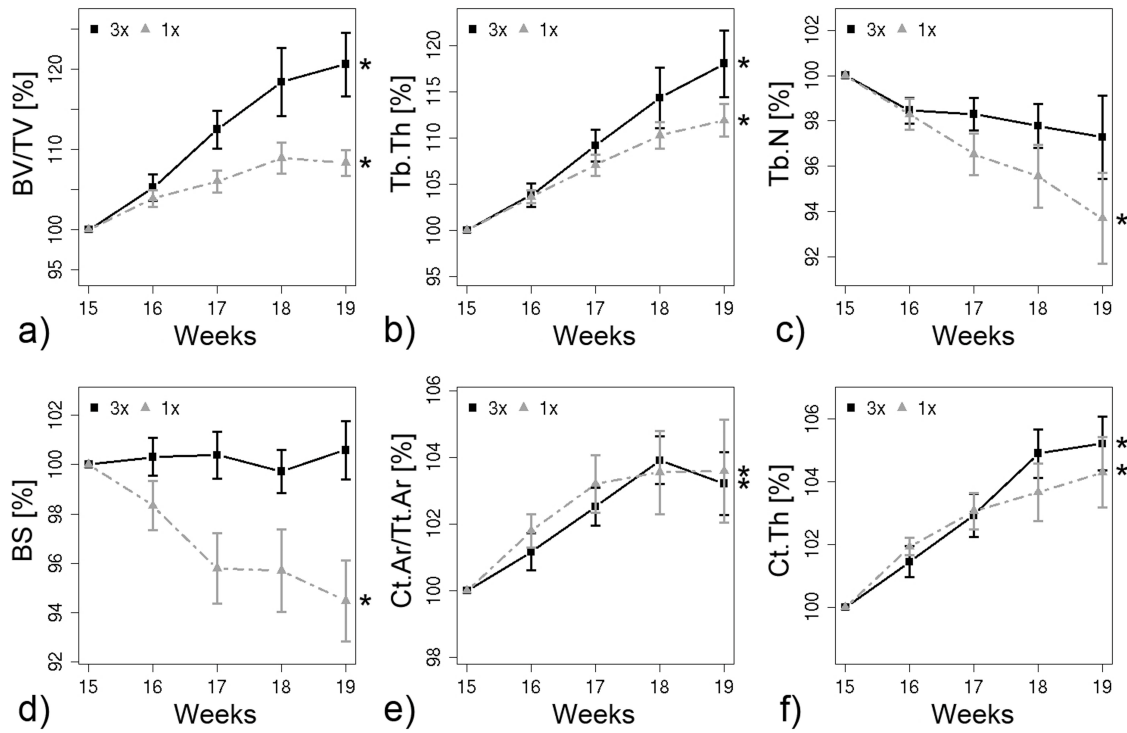 3x 1x
BV/TV [%]
95 100 110 120
15 16 17 18 19
*
*
a) Weeks
3x 1x
Tb.Th [%]
95 100 105 110 115 120
15 16 17 18 19
*
*
b) Weeks
3x 1x
Tb.N [%]
92 94 96 98 100
15 16 17 18 19
*
c) Weeks
3x 1x
BS [%]
92 94 96 98 100 102
15 16 17 18 19
*
d) Weeks
3x 1x
Ct.Ar/Tt.Ar [%]
98 100 102 104 106
15 16 17 18 19
*
*
e) Weeks
3x 1x
Ct.Th [%]
100 102 104 106
15 16 17 18 19
*
*
f) Weeks